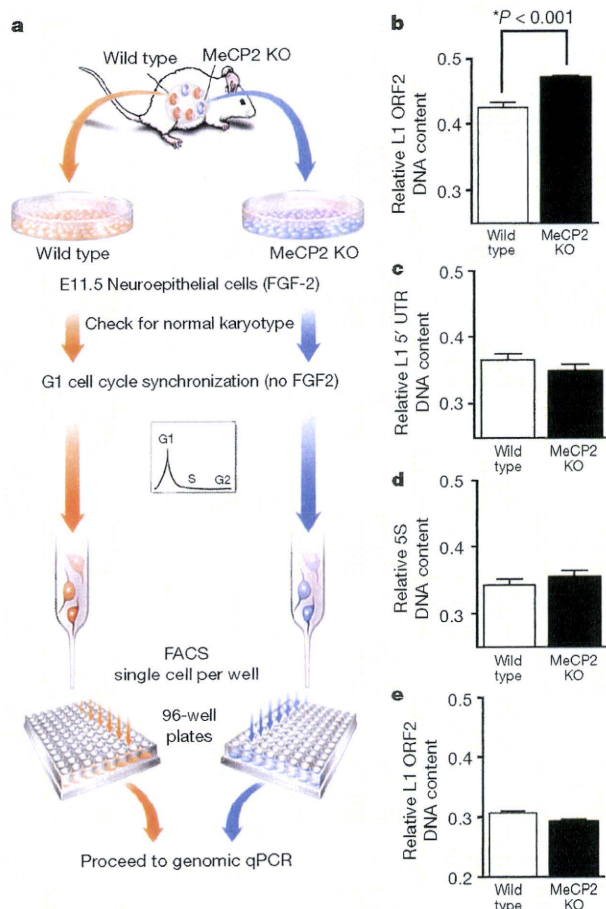 a
Wild type
MeCP2 KO
Wild type
MeCP2 KO
E11.5 Neuroepithelial cells (FGF-2)
Check for normal karyotype
G1 cell cycle synchronization (no FGF2)
G1
S
G2
FACS
single cell per well
96-well
plates
Proceed to genomic qPCR
b
*P < 0.001
Relative L1 ORF2
DNA content
0.5
0.4
0.3
Wild
type
MeCP2
KO
c
Relative L1 5′ UTR
DNA content
0.5
0.4
0.3
Wild
type
MeCP2
KO
d
Relative 5S
DNA content
0.5
0.4
0.3
Wild
type
MeCP2
KO
e
Relative L1 ORF2
DNA content
0.5
0.4
0.3
0.2
Wild
type
MeCP2
KO